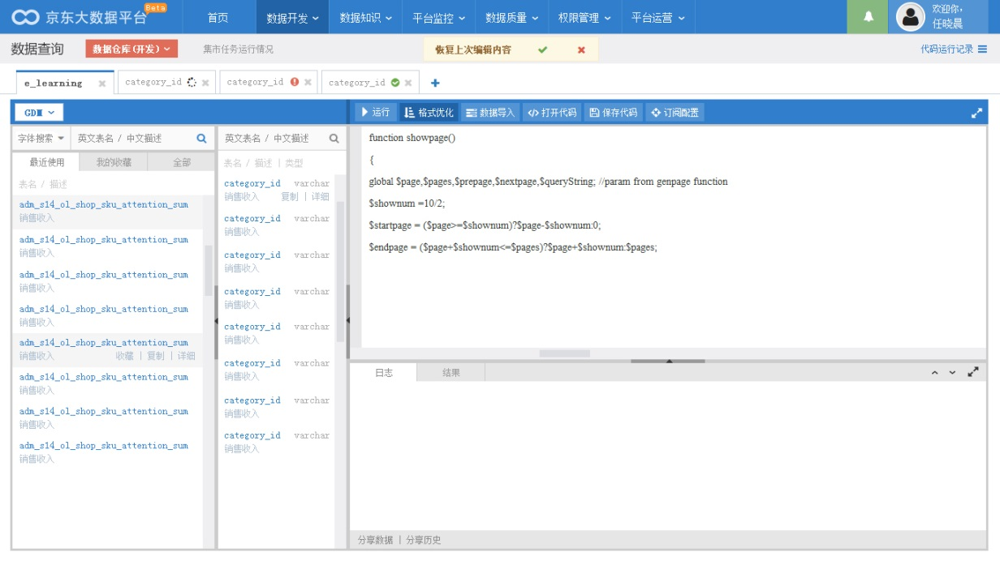 京东大数据平台 Beta
首页
数据开发
数据知识
平台监控
数据质量
权限管理
平台运营
欢迎你，
任晓晨
数据查询
数据仓库(开发)
集市任务运行情况
恢复上次编辑内容
代码运行记录
e_learning
category_id
category_id
category_id
GDM
运行
格式优化
数据导入
打开代码
保存代码
订阅配置
字体搜索
英文表名 / 中文描述
最近使用
我的收藏
全部
表名 / 描述
adm_s14_ol_shop_sku_attention_sum
销售收入
adm_s14_ol_shop_sku_attention_sum
销售收入
adm_s14_ol_shop_sku_attention_sum
销售收入
adm_s14_ol_shop_sku_attention_sum
销售收入
adm_s14_ol_shop_sku_attention_sum
销售收入 收藏 | 复制 | 详细
adm_s14_ol_shop_sku_attention_sum
销售收入
adm_s14_ol_shop_sku_attention_sum
销售收入
adm_s14_ol_shop_sku_attention_sum
销售收入
英文表名 / 中文描述
表名 / 描述 | 类型
category_id varchar
销售收入 复制 | 详细
category_id varchar
销售收入
category_id varchar
销售收入
category_id varchar
销售收入
category_id varchar
销售收入
category_id varchar
销售收入
category_id varchar
销售收入
category_id varchar
销售收入
function showpage()
{
global $page,$pages,$prepage,$nextpage,$queryString; //param from genpage function
$shownum =10/2;
$startpage = ($page>=$shownum)?$page-$shownum:0;
$endpage = ($page+$shownum<=$pages)?$page+$shownum:$pages;
日志
结果
分享数据 | 分享历史